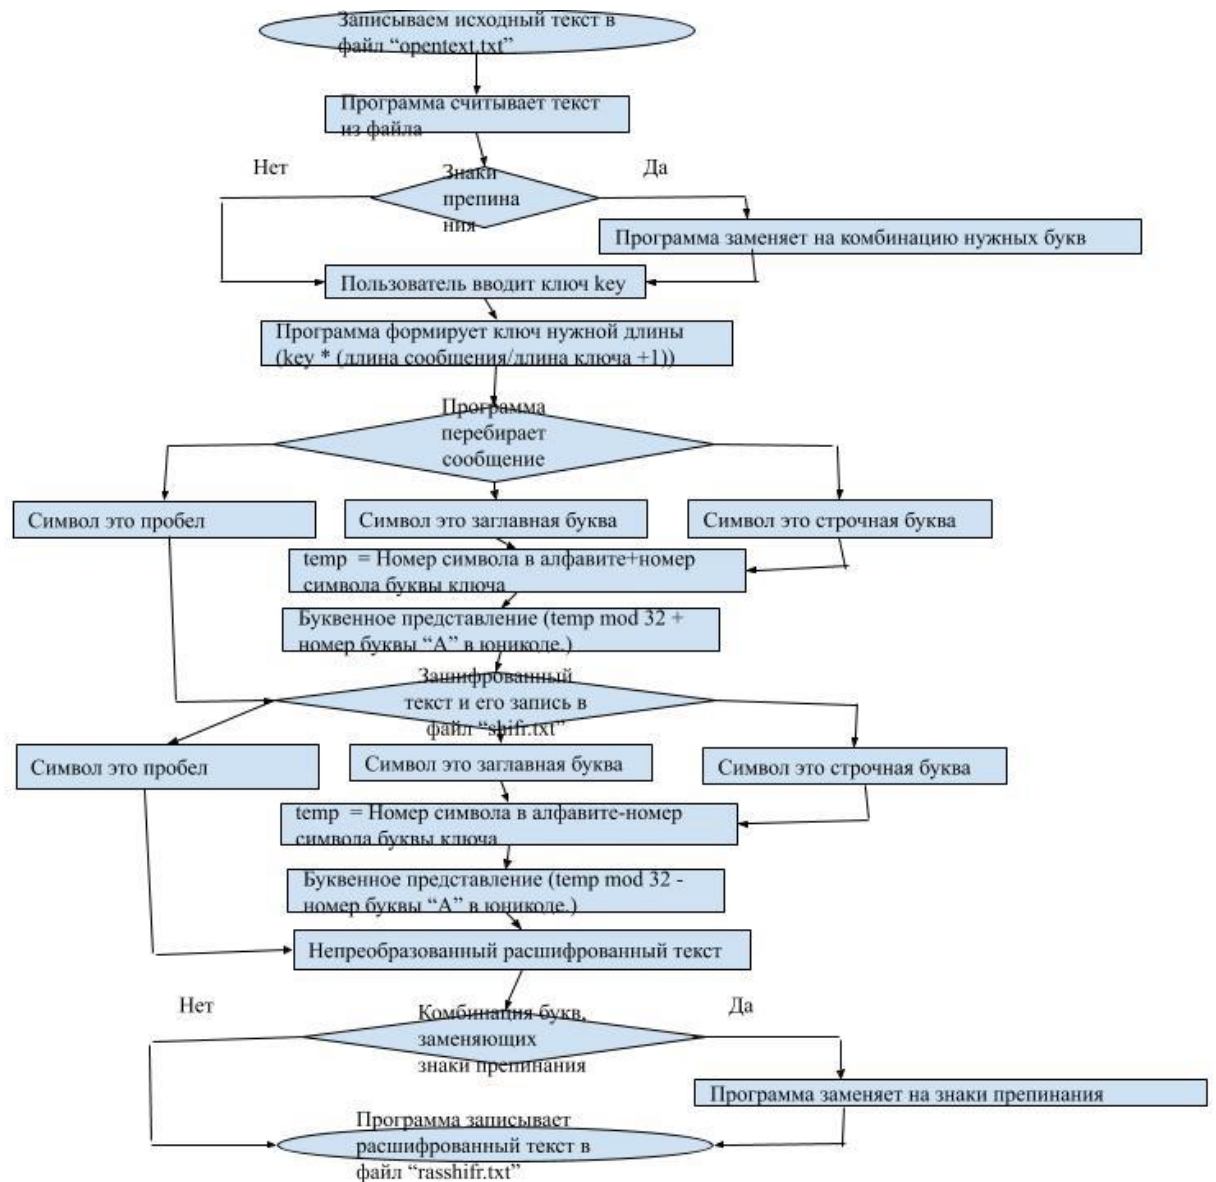 Записываем исходный текст в
файл “opentext.txt”
Программа считывает текст
из файла
Нет
Да
Знаки
препина
ния
Программа заменяет на комбинацию нужных букв
Пользователь вводит ключ key
Программа формирует ключ нужной длины
(key * (длина сообщения/длина ключа +1))
Программа
перебирает
сообщение
Символ это пробел
Символ это заглавная буква
Символ это строчная буква
temp = Номер символа в алфавите+номер
символа буквы ключа
Буквенное представление (temp mod 32 +
номер буквы “А” в юникоде.)
Зашифрованный
текст и его запись в
файл “shifr.txt”
Символ это пробел
Символ это заглавная буква
Символ это строчная буква
temp = Номер символа в алфавите-номер
символа буквы ключа
Буквенное представление (temp mod 32 -
номер буквы “А” в юникоде.)
Непреобразованный расшифрованный текст
Нет
Да
Комбинация букв,
заменяющих
знаки препинания
Программа заменяет на знаки препинания
Программа записывает
расшифрованный текст в
файл “rasshifr.txt”